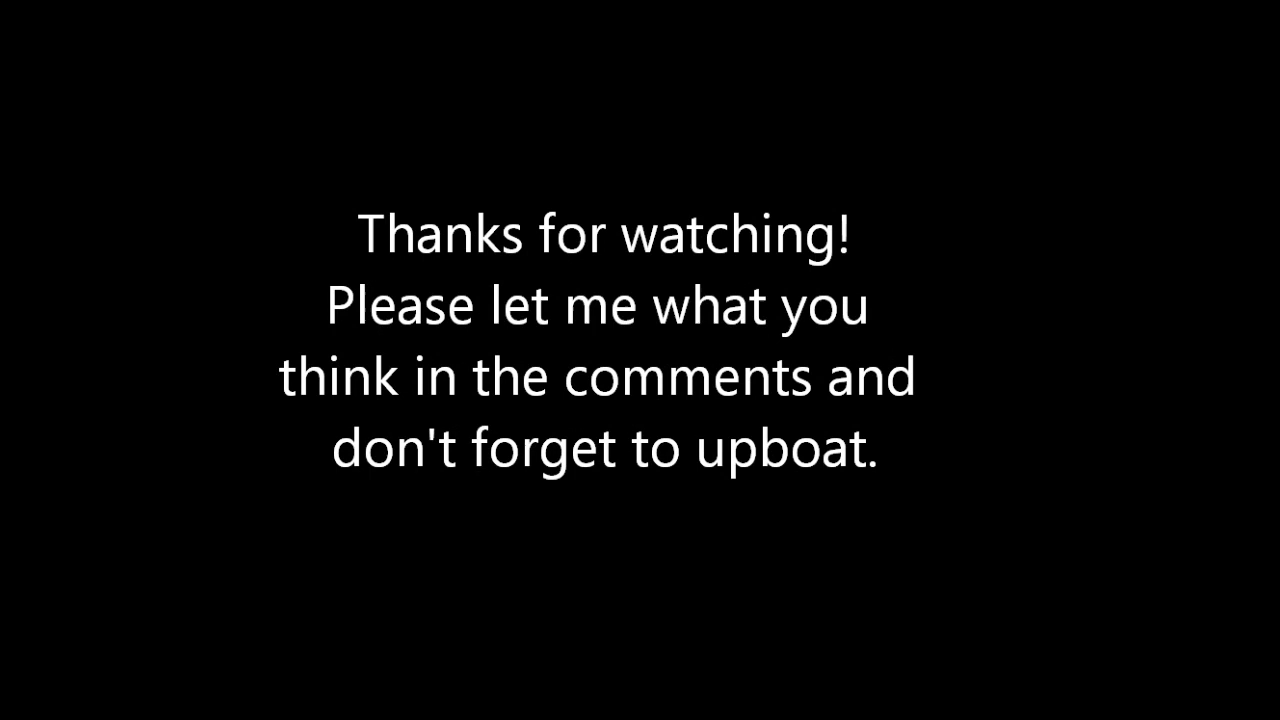 Thanks for watching!
Please let me what you
think in the comments and
don't forget to upboat.